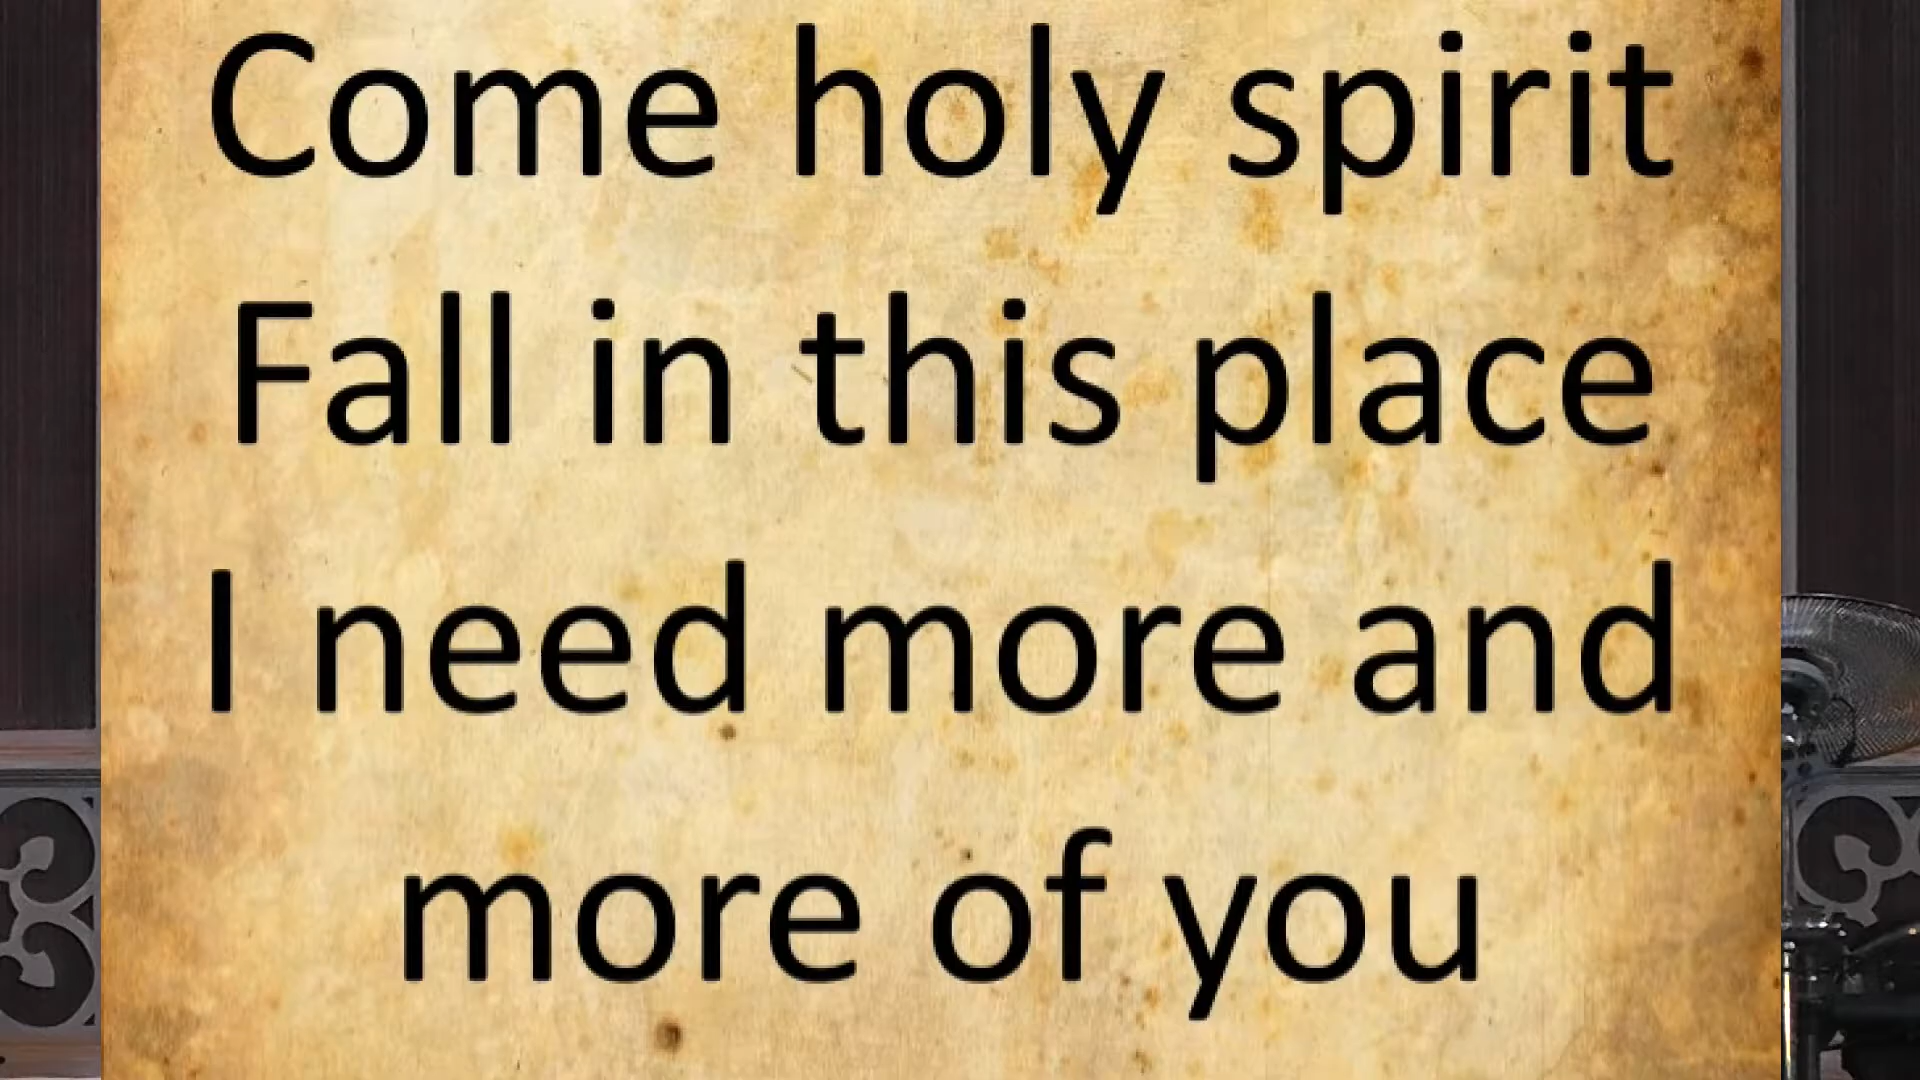 Come holy spirit
Fall in this place
I need more and
more of you